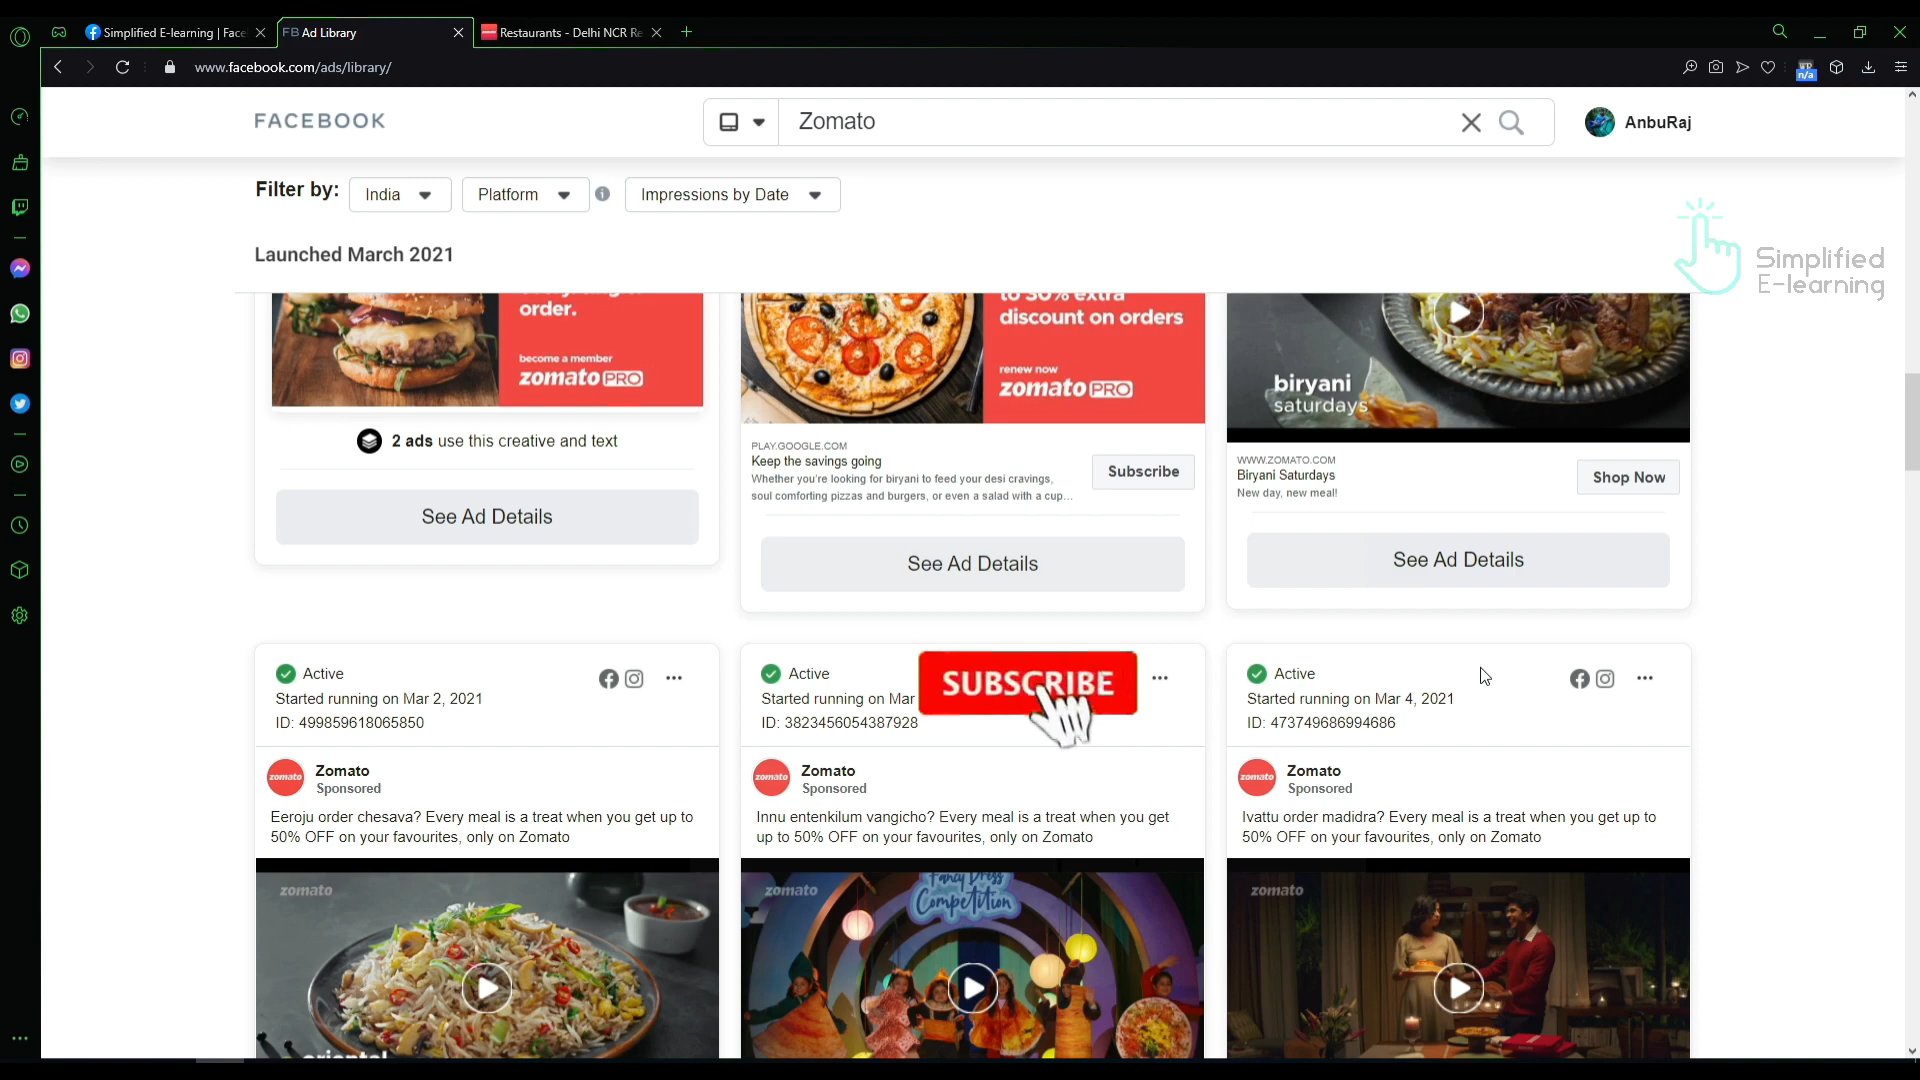 Simplified E-learning | Face
FB Ad Library
Restaurants - Delhi NCR Re
www.facebook.com/ads/library/
n/a
FACEBOOK
Zomato
AnbuRaj
Filter by:
India
Platform
Impressions by Date
Simplified
E-learning
Launched March 2021
order.
become a member
zomato PRO
2 ads use this creative and text
See Ad Details
to 30% extra
discount on orders
renew now
zomato PRO
PLAY.GOOGLE.COM
Keep the savings going
Whether you're looking for biryani to feed your desi cravings,
soul comforting pizzas and burgers, or even a salad with a cup...
Subscribe
See Ad Details
biryani
saturdays
WWW.ZOMATO.COM
Biryani Saturdays
New day, new meal!
Shop Now
See Ad Details
Active
Started running on Mar 2, 2021
ID: 499859618065850
zomato
Zomato
Sponsored
Eeroju order chesava? Every meal is a treat when you get up to
50% OFF on your favourites, only on Zomato
zomato
oriental
Active
Started running on Mar
ID: 3823456054387928
SUBSCRIBE
zomato
Zomato
Sponsored
Innu entenkilum vangicho? Every meal is a treat when you get
up to 50% OFF on your favourites, only on Zomato
zomato
Fancy Dress
Competition
Active
Started running on Mar 4, 2021
ID: 473749686994686
zomato
Zomato
Sponsored
Ivattu order madidra? Every meal is a treat when you get up to
50% OFF on your favourites, only on Zomato
zomato